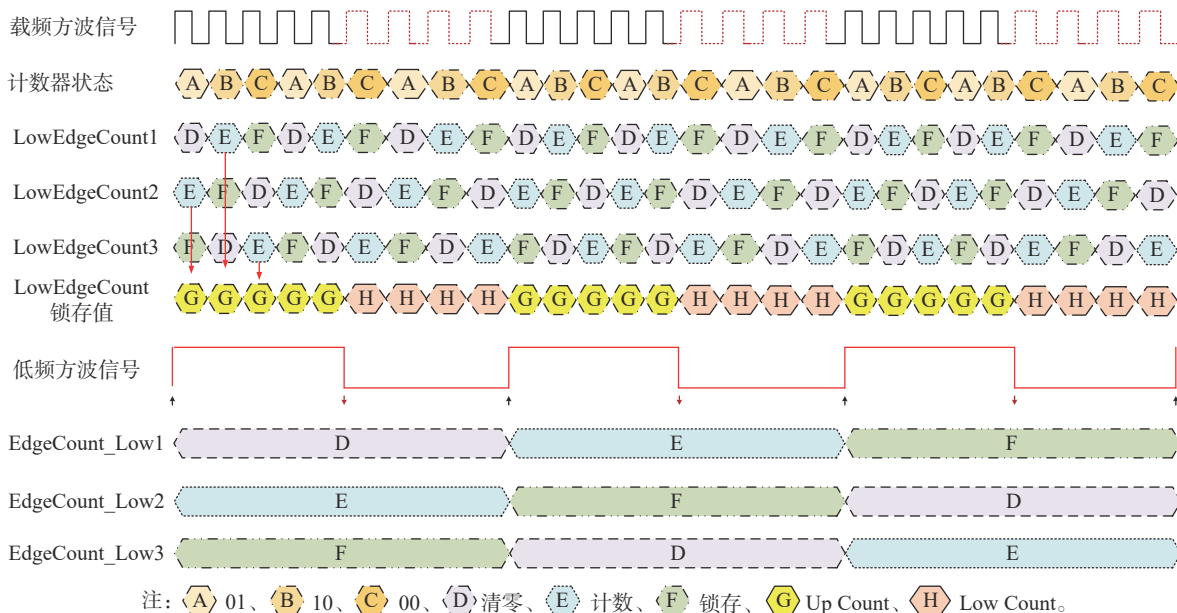 载频方波信号
计数器状态 A B C A B C A B C A B C A B C A B C A B C A B C A B C
LowEdgeCount1 D E F D E F D E F D E F D E F D E F D E F D E F D E F
LowEdgeCount2 E F D E F D E F D E F D E F D E F D E F D E F D E F D
LowEdgeCount3 F D E F D E F D E F D E F D E F D E F D E F D E F D E
LowEdgeCount
锁存值 G G G G G H H H H G G G G G H H H H G G G G G H H H H
低频方波信号
EdgeCount_Low1 D E F
EdgeCount_Low2 E F D
EdgeCount_Low3 F D E
注: A 01、 B 10、 C 00、 D 清零、 E 计数、 F 锁存、 G Up Count、 H Low Count。